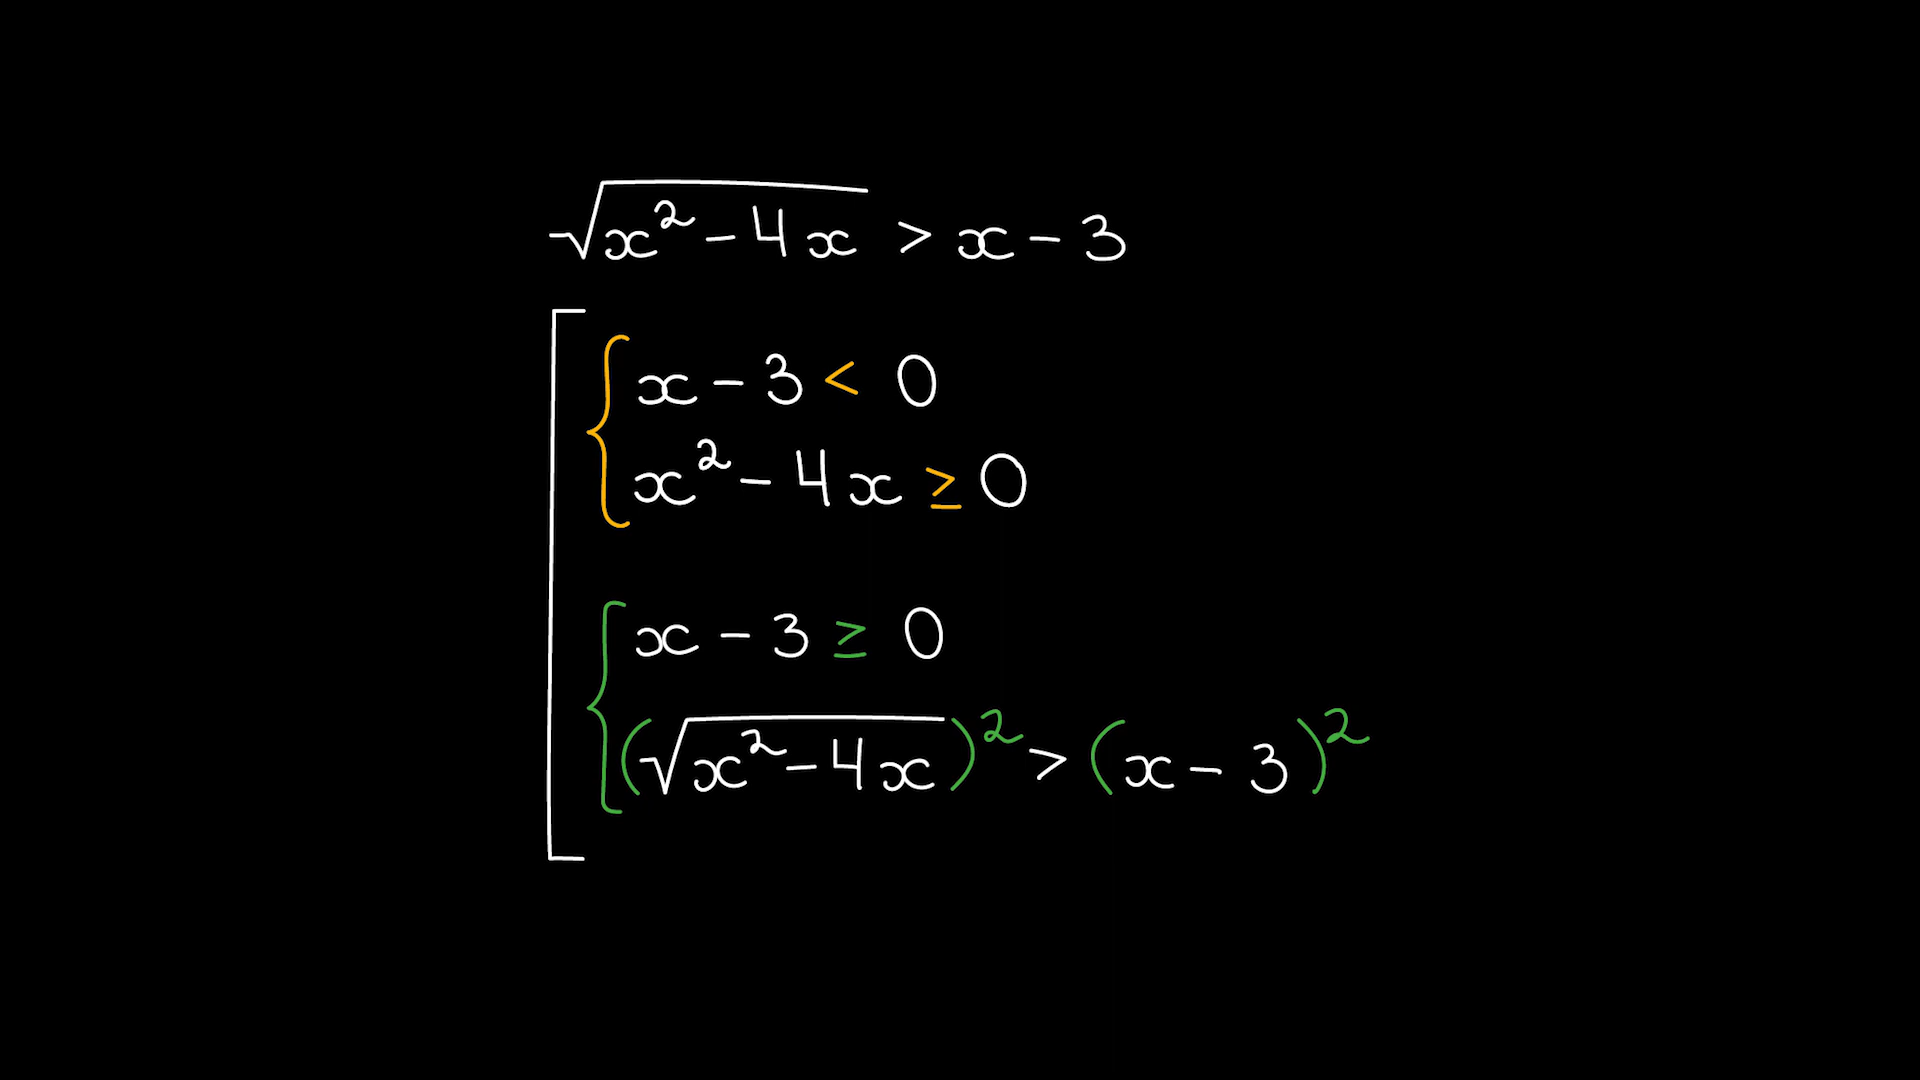 √(x² - 4x) > x - 3
x - 3 < 0
x² - 4x ≥ 0
x - 3 ≥ 0
(√(x² - 4x))² > (x - 3)²